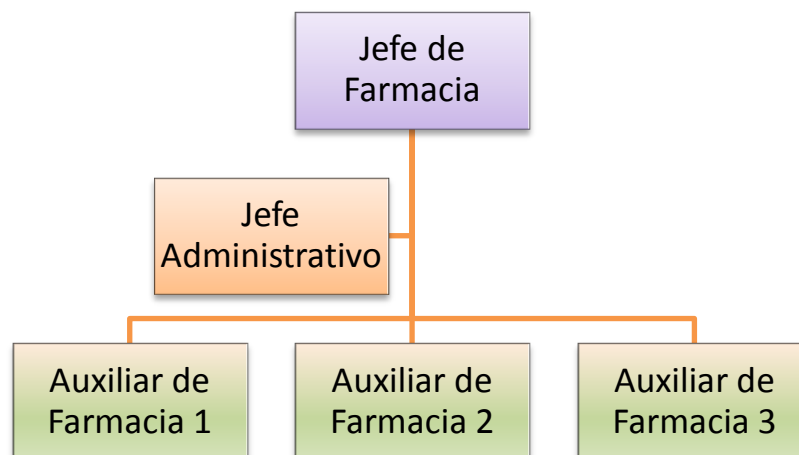 Jefe de
Farmacia
Jefe
Administrativo
Auxiliar de
Farmacia 1
Auxiliar de
Farmacia 2
Auxiliar de
Farmacia 3